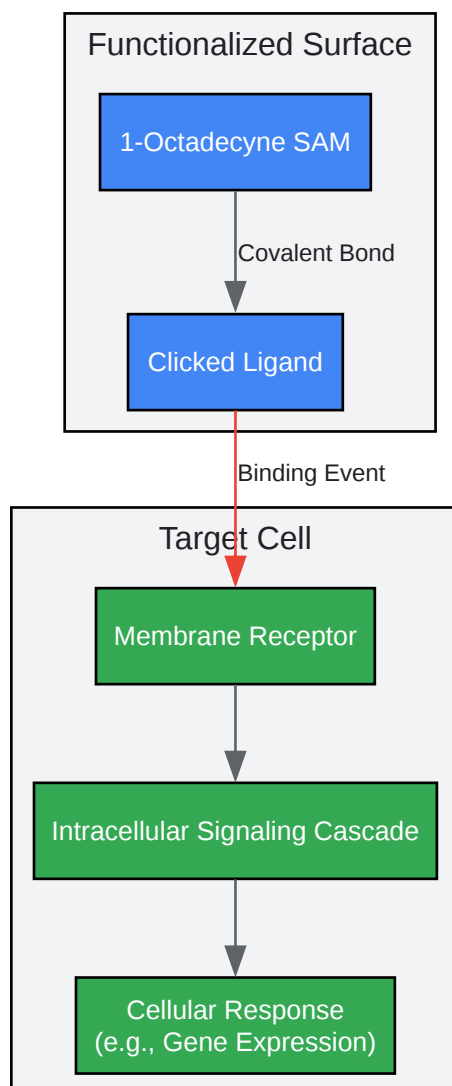 Functionalized Surface
1-Octadecyne SAM
Covalent Bond
Clicked Ligand
Binding Event
Target Cell
Membrane Receptor
Intracellular Signaling Cascade
Cellular Response
(e.g., Gene Expression)